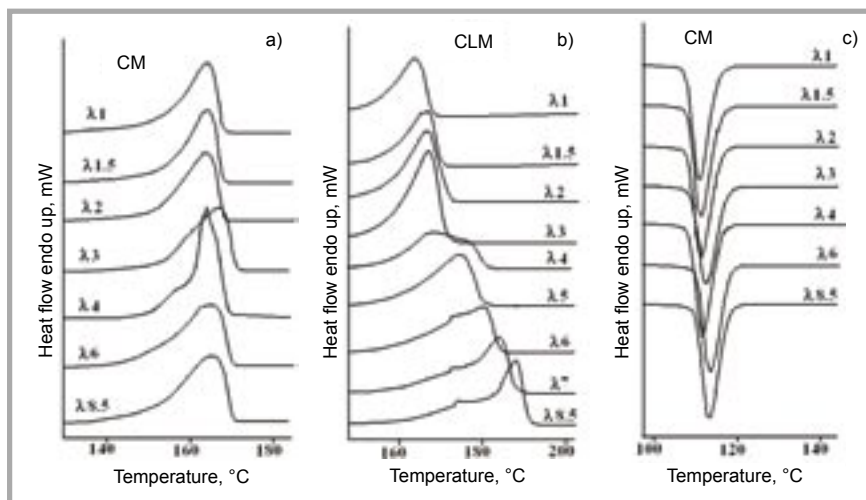 a)
CM
λ1
λ1.5
λ2
λ3
λ4
λ6
λ8.5
Heat flow endo up, mW
140 160 180
Temperature, °C
b)
CLM
λ1
λ1.5
λ2
λ3
λ4
λ5
λ6
λ8.5
Heat flow endo up, mW
160 180 200
Temperature, °C
c)
CM
λ1
λ1.5
λ2
λ3
λ4
λ6
λ8.5
Heat flow endo up, mW
100 120 140
Temperature, °C